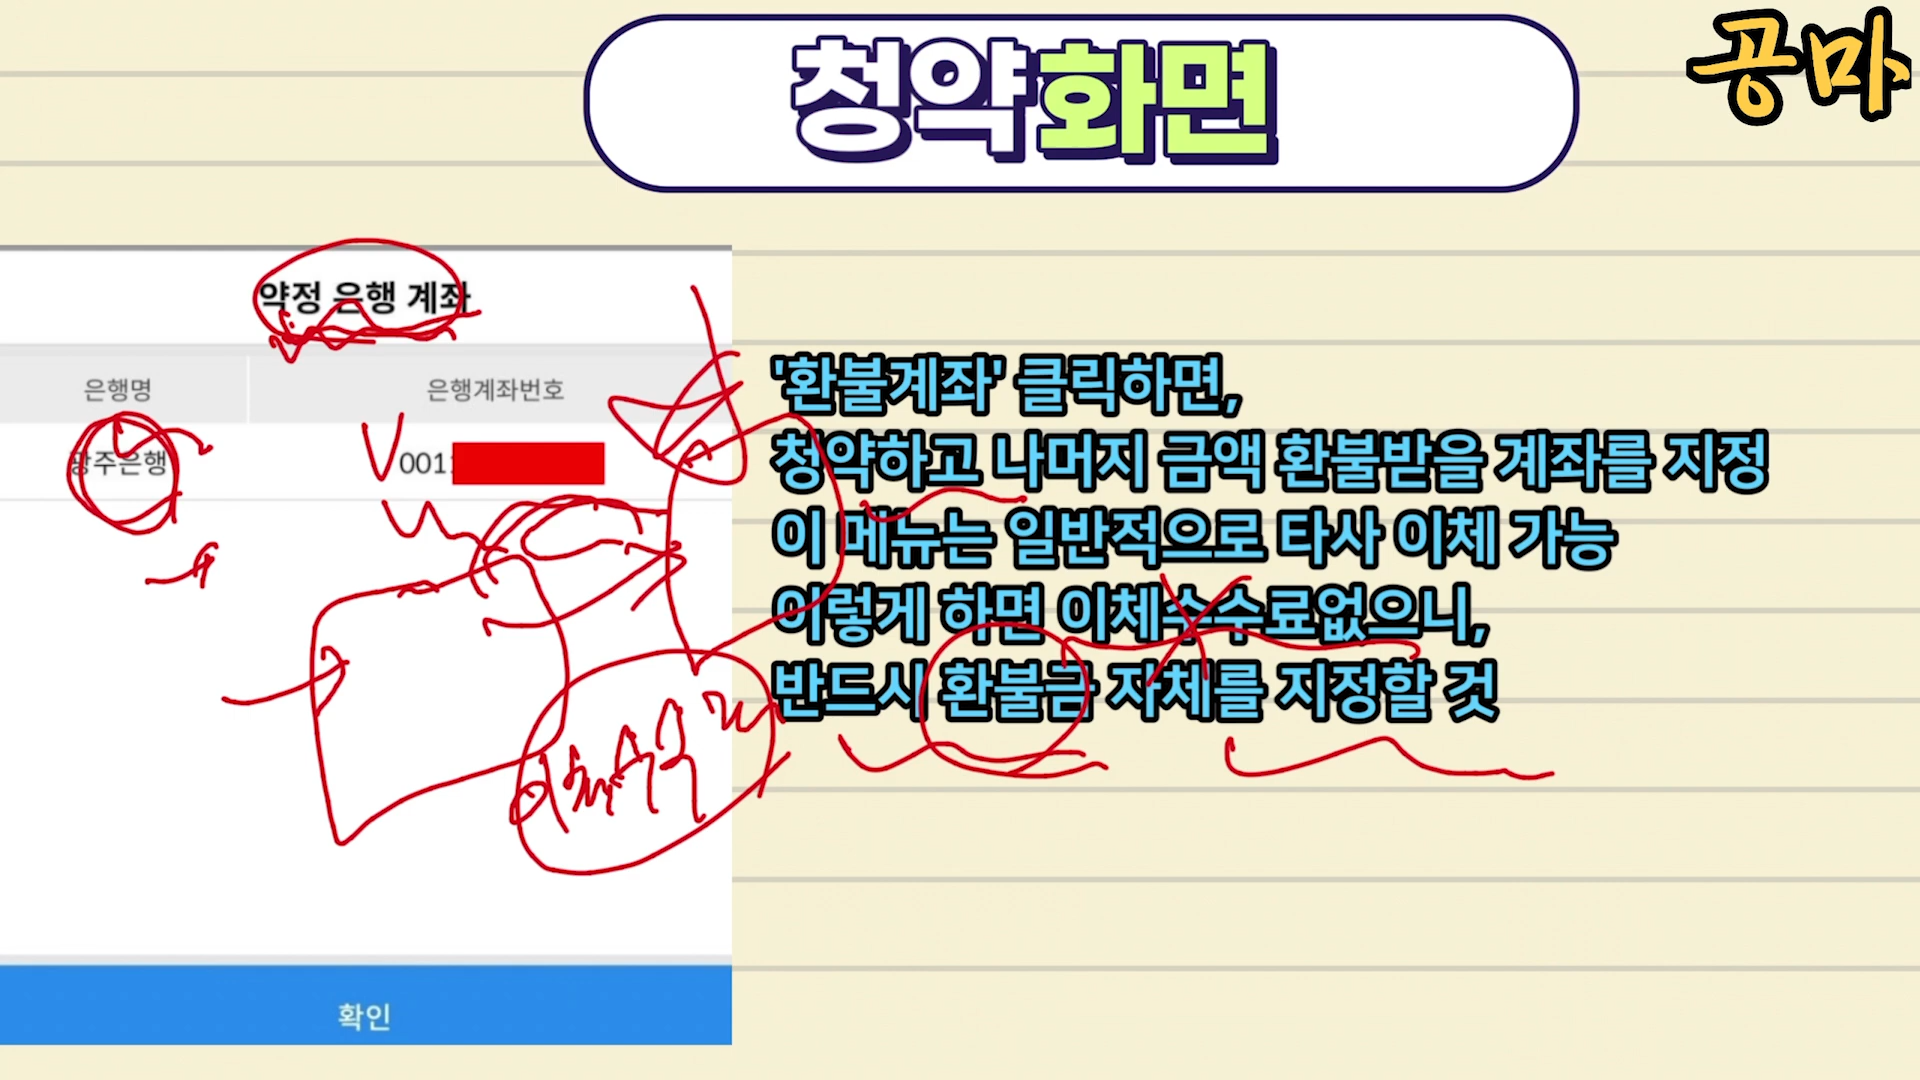 청약화면
공마
약정 은행 계좌
은행명
은행계좌번호
광주은행
001
'환불계좌' 클릭하면,
청약하고 나머지 금액 환불받을 계좌를 지정
이 메뉴는 일반적으로 타사 이체 가능
이렇게 하면 이체수수료없으니,
반드시 환불금 자체를 지정할 것
확인